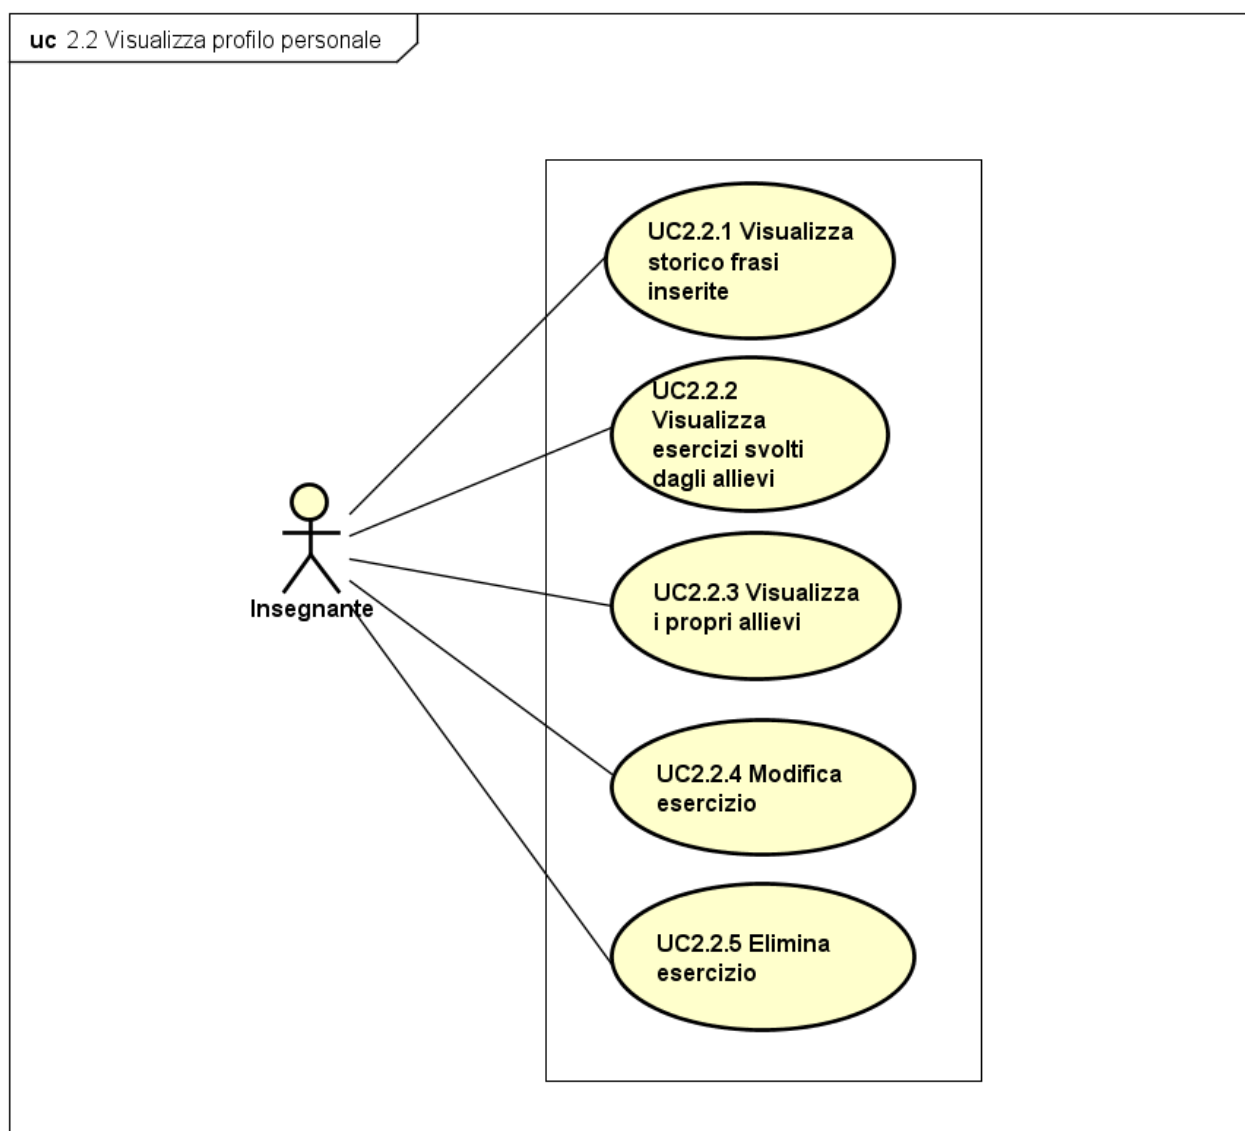 uc 2.2 Visualizza profilo personale
UC2.2.1 Visualizza
storico frasi
inserite
UC2.2.2
Visualizza
esercizi svolti
dagli allievi
Insegnante
UC2.2.3 Visualizza
i propri allievi
UC2.2.4 Modifica
esercizio
UC2.2.5 Elimina
esercizio